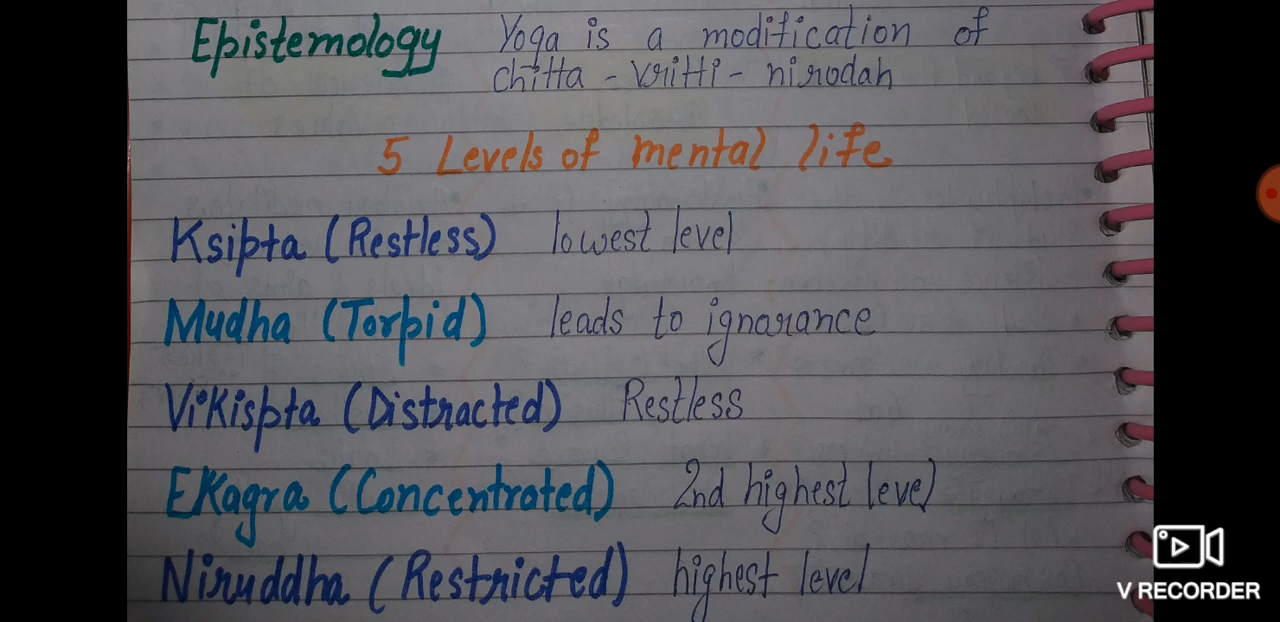 Epistemology Yoga is a modification of
chitta - vritti - nirodah
5 Levels of mental life
Ksipta (Restless) lowest level
Mudha (Torpid) leads to ignarance
Vikispta (Distracted) Restless
Ekagra (Concentrated) 2nd highest level
Niruddha (Restricted) highest level
V RECORDER